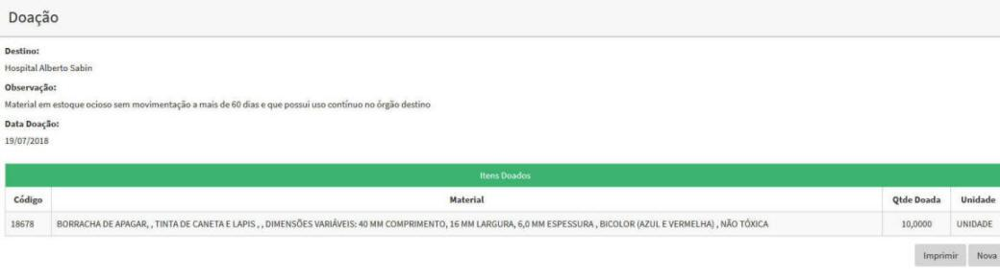 Doação
Destino:
Hospital Alberto Sabin
Observação:
Material em estoque ocioso sem movimentação a mais de 60 dias e que possui uso contínuo no órgão destino
Data Doação:
19/07/2018
Itens Doados
Código Material Qtde Doada Unidade
18678 BORRACHA DE APAGAR, , TINTA DE CANETA E LAPIS , , DIMENSÕES VARIÁVEIS: 40 MM COMPRIMENTO, 16 MM LARGURA, 6,0 MM ESPESSURA , BICOLOR (AZUL E VERMELHA) , NÃO TÓXICA 10,0000 UNIDADE
Imprimir Nova